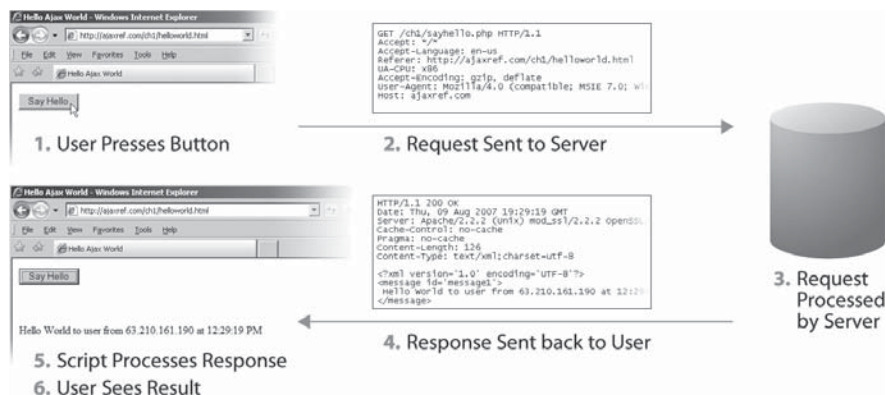 Hello Ajax World - Windows Internet Explorer
http://ajaxref.com/ch1/helloworld.html
File Edit View Favorites Tools Help
Hello Ajax World
Say Hello
1. User Presses Button
GET /ch1/sayhello.php HTTP/1.1
Accept: */*
Accept-Language: en-us
Referer: http://ajaxref.com/ch1/helloworld.html
UA-CPU: x86
Accept-Encoding: gzip, deflate
User-Agent: Mozilla/4.0 (compatible; MSIE 7.0;
Host: ajaxref.com
2. Request Sent to Server
3. Request
Processed
by Server
HTTP/1.1 200 OK
Date: Thu, 09 Aug 2007 19:29:19 GMT
Server: Apache/2.2.2 (Unix) mod_ssl/2.2.2 OpenSSL
Cache-Control: no-cache
Pragma: no-cache
Content-Length: 126
Content-Type: text/xml;charset=utf-8
<?xml version='1.0' encoding='UTF-8'?>
<message id='message1'>
Hello World to user from 63.210.161.190 at 12:29
</message>
4. Response Sent back to User
Hello Ajax World - Windows Internet Explorer
http://ajaxref.com/ch1/helloworld.html
File Edit View Favorites Tools Help
Hello Ajax World
Say Hello
Hello World to user from 63.210.161.190 at 12:29:19 PM
5. Script Processes Response
6. User Sees Result